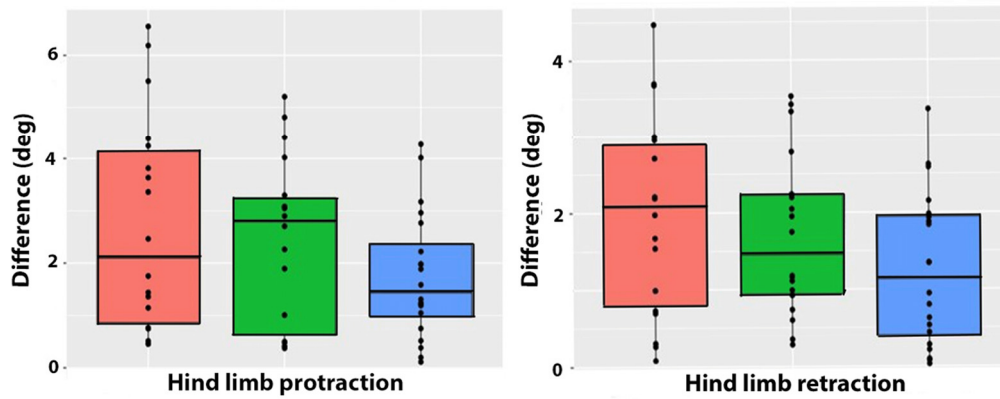 Difference (deg)
6
4
2
0
Hind limb protraction
Difference (deg)
4
2
0
Hind limb retraction